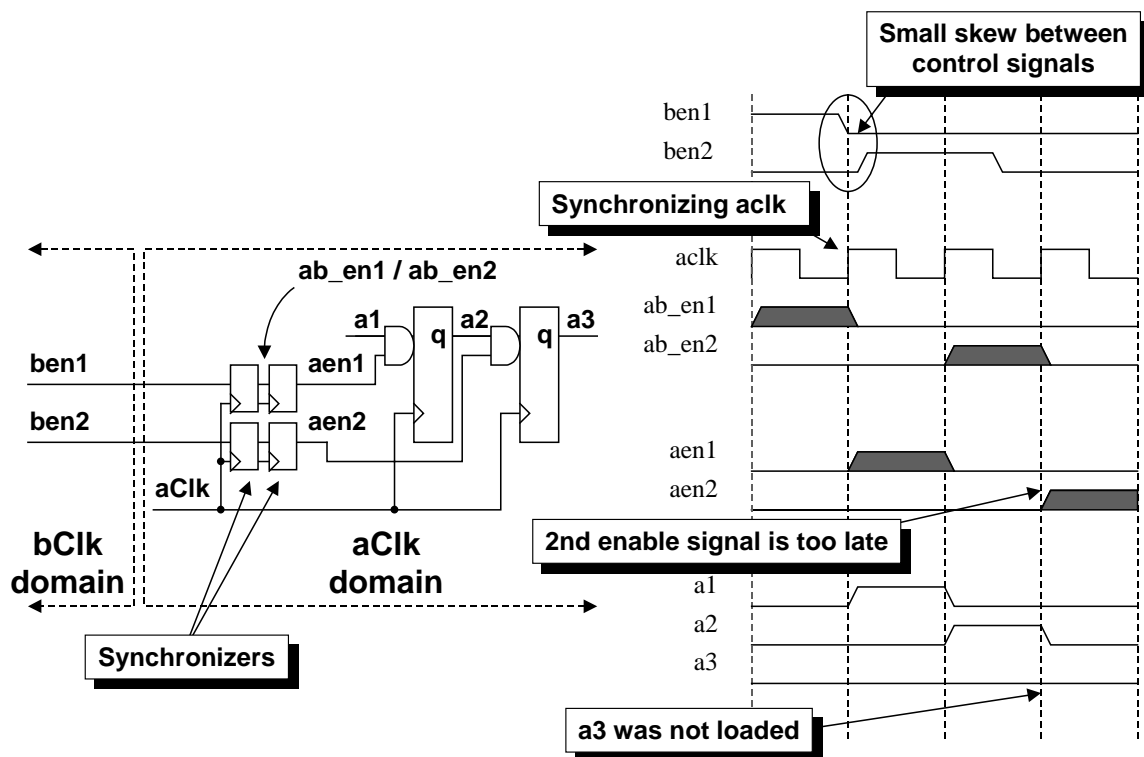 Small skew between
control signals
ben1
ben2
Synchronizing aclk
aclk
ab_en1
ab_en2
aen1
aen2
2nd enable signal is too late
a1
a2
a3
a3 was not loaded
ab_en1 / ab_en2
a1
q
a2
q
a3
ben1
aen1
ben2
aen2
aClk
bClk
domain
aClk
domain
Synchronizers